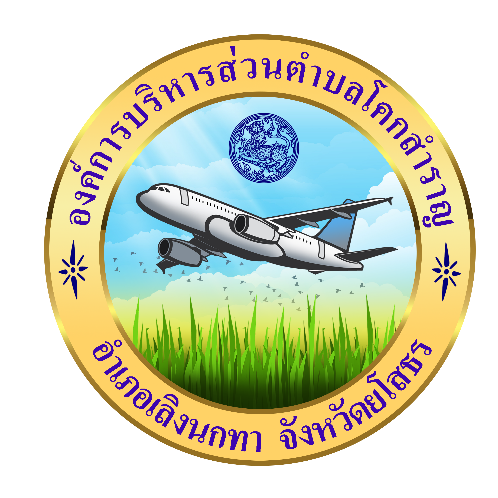 องค์การบริหารส่วนตำบลโคกสำราญ
อำเภอเลิงนกทา จังหวัดยโสธร